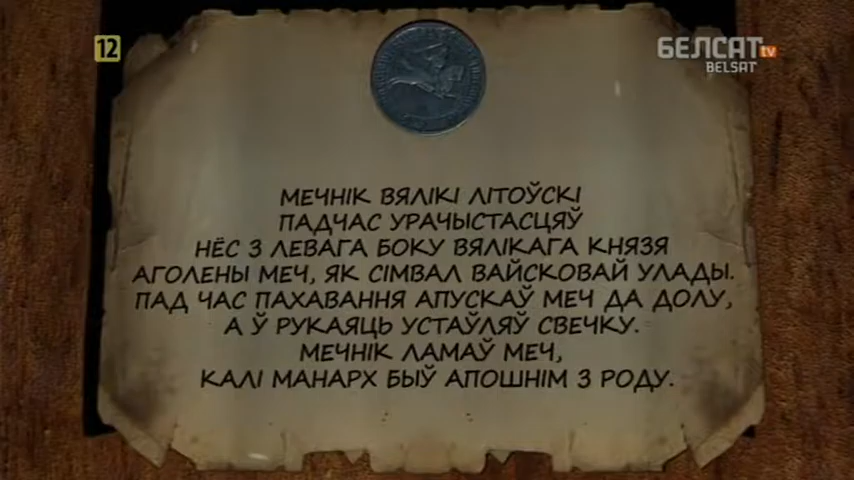 12
БЕЛСАТ tv
BELSAT
МЕЧНІК ВЯЛІКІ ЛІТОЎСКІ
ПАДЧАС УРАЧЫСТАСЦЯЎ
НЁС З ЛЕВАГА БОКУ ВЯЛІКАГА КНЯЗЯ
АГОЛЕНЫ МЕЧ, ЯК СІМВАЛ ВАЙСКОВАЙ УЛАДЫ.
ПАД ЧАС ПАХАВАННЯ АПУСКАЎ МЕЧ ДА ДОЛУ,
А Ў РУКАЯЦЬ УСТАЎЛЯЎ СВЕЧКУ.
МЕЧНІК ЛАМАЎ МЕЧ,
КАЛІ МАНАРХ БЫЎ АПОШНІМ З РОДУ.